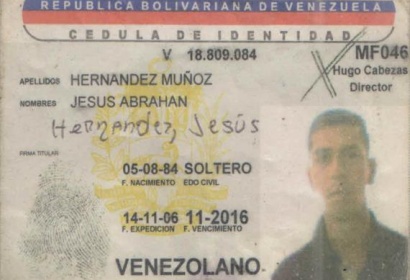 REPUBLICA BOLIVARIANA DE VENEZUELA
CEDULA DE IDENTIDAD
V 18.809.084
MF046
Hugo Cabezas
Director
APELLIDOS HERNANDEZ MUÑOZ
NOMBRES JESUS ABRAHAN
Hernandez, Jesús
FIRMA TITULAR
05-08-84 SOLTERO
F. NACIMIENTO EDO CIVIL
14-11-06 11-2016
F. EXPEDICION F. VENCIMIENTO
VENEZOLANO